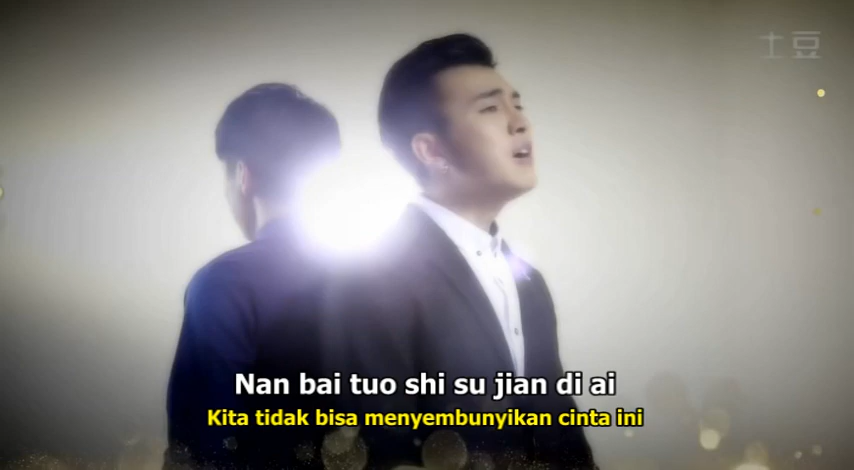 土豆
Nan bai tuo shi su jian di ai
Kita tidak bisa menyembunyikan cinta ini